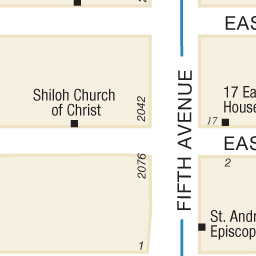 EAS
Shiloh Church
of Christ
2042
17 Ea
House
17
FIFTH AVENUE
EAS
2076
2
St. Andr
Episcop
1